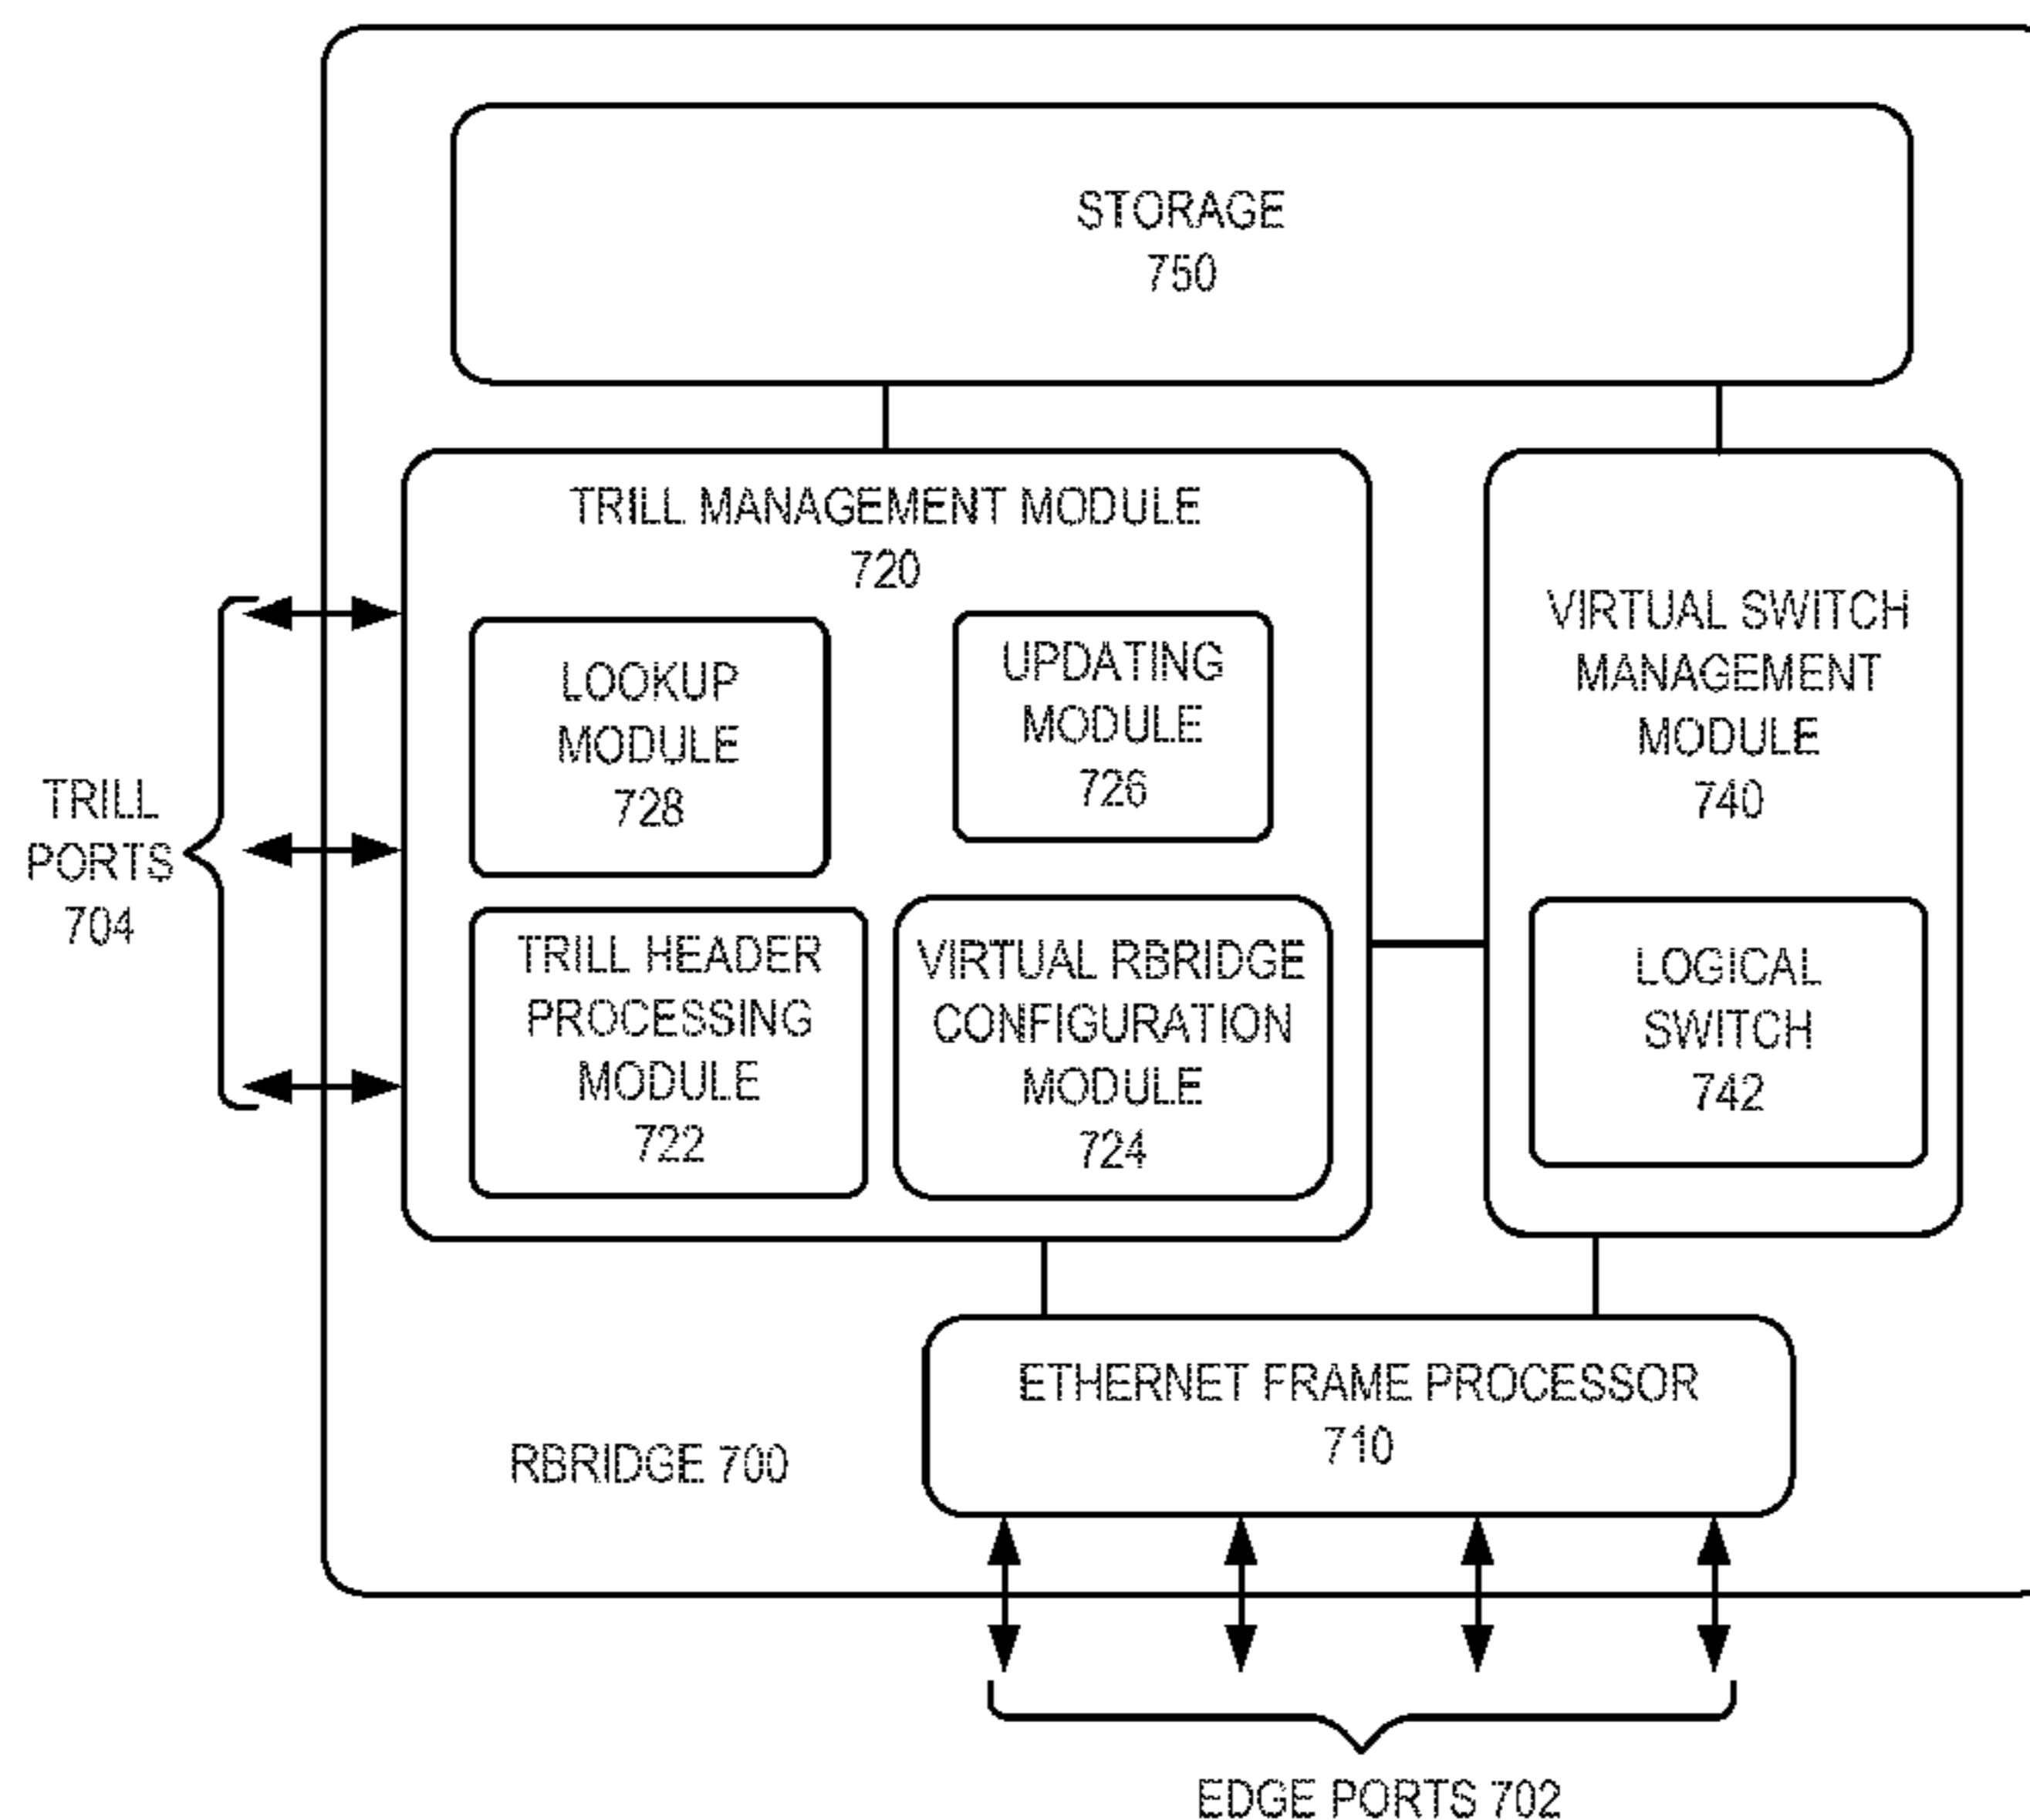 STORAGE
750
TRILL MANAGEMENT MODULE
720
LOOKUP
MODULE
728
UPDATING
MODULE
726
TRILL HEADER
PROCESSING
MODULE
722
VIRTUAL RBRIDGE
CONFIGURATION
MODULE
724
VIRTUAL SWITCH
MANAGEMENT
MODULE
740
LOGICAL
SWITCH
742
TRILL
PORTS
704
ETHERNET FRAME PROCESSOR
710
RBRIDGE 700
EDGE PORTS 702